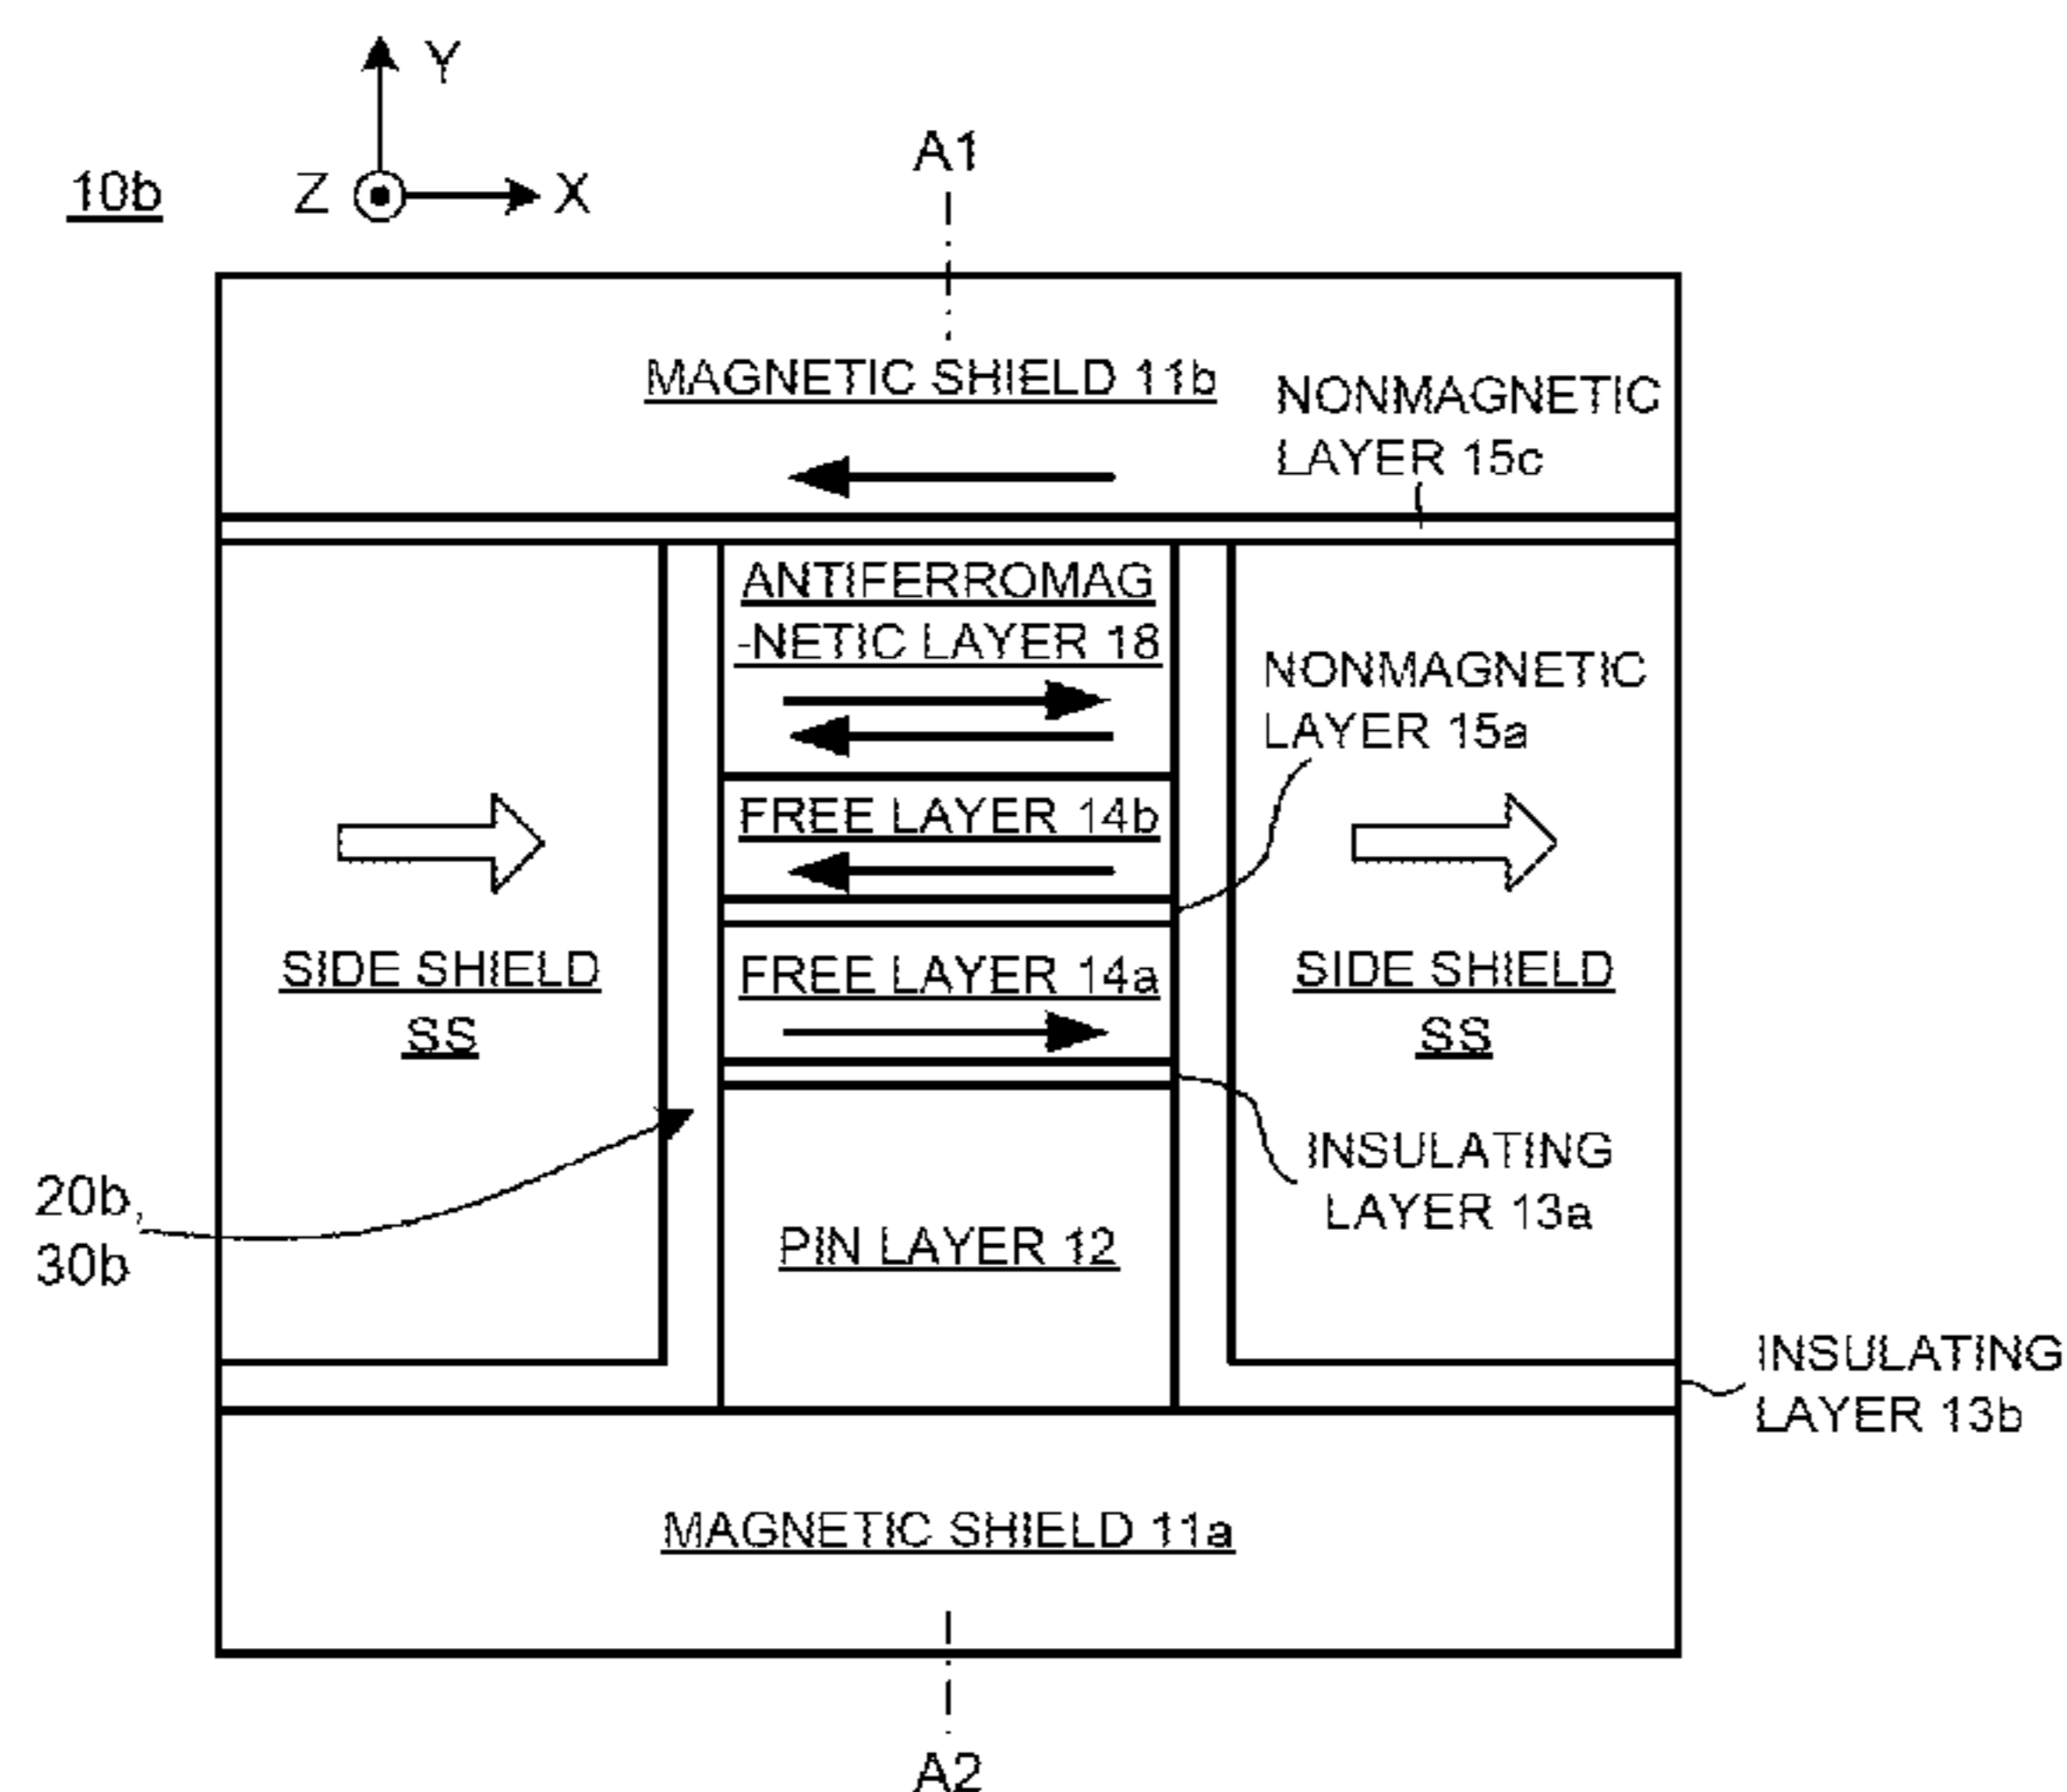 Y
A1
10b
Z
X
MAGNETIC SHIELD 11b
NONMAGNETIC
LAYER 15c
ANTIFERROMAG
-NETIC LAYER 18
NONMAGNETIC
LAYER 15a
FREE LAYER 14b
SIDE SHIELD
SS
FREE LAYER 14a
SIDE SHIELD
SS
INSULATING
LAYER 13a
20b,
30b
PIN LAYER 12
INSULATING
LAYER 13b
MAGNETIC SHIELD 11a
A2